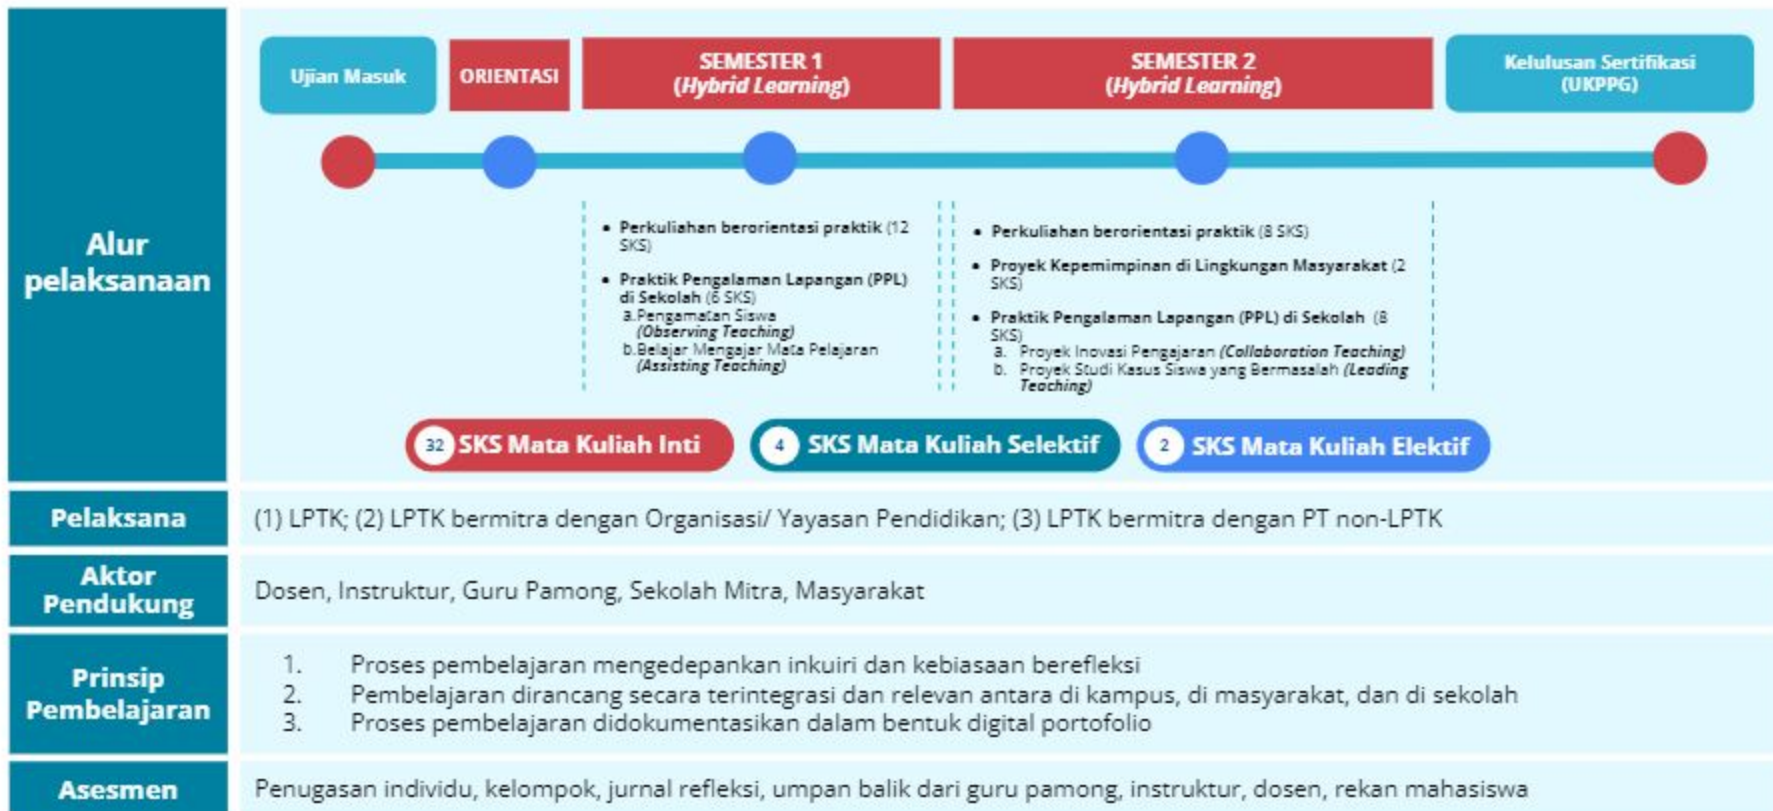 Alur
pelaksanaan
Ujian Masuk
ORIENTASI
SEMESTER 1
(Hybrid Learning)
SEMESTER 2
(Hybrid Learning)
Kelulusan Sertifikasi
(UKPPG)
• Perkuliahan berorientasi praktik (12
SKS)
• Praktik Pengalaman Lapangan (PPL)
di Sekolah (6 SKS)
a.Pengamatan Siswa
(Observing Teaching)
b.Belajar Mengajar Mata Pelajaran
(Assisting Teaching)
• Perkuliahan berorientasi praktik (8 SKS)
• Proyek Kepemimpinan di Lingkungan Masyarakat (2
SKS)
• Praktik Pengalaman Lapangan (PPL) di Sekolah (8
SKS)
a. Proyek Inovasi Pengajaran (Collaboration Teaching)
b. Proyek Studi Kasus Siswa yang Bermasalah (Leading
Teaching)
32 SKS Mata Kuliah Inti
4 SKS Mata Kuliah Selektif
2 SKS Mata Kuliah Elektif
Pelaksana
(1) LPTK; (2) LPTK bermitra dengan Organisasi/ Yayasan Pendidikan; (3) LPTK bermitra dengan PT non-LPTK
Aktor
Pendukung
Dosen, Instruktur, Guru Pamong, Sekolah Mitra, Masyarakat
Prinsip
Pembelajaran
1. Proses pembelajaran mengedepankan inkuiri dan kebiasaan berefleksi
2. Pembelajaran dirancang secara terintegrasi dan relevan antara di kampus, di masyarakat, dan di sekolah
3. Proses pembelajaran didokumentasikan dalam bentuk digital portofolio
Asesmen
Penugasan individu, kelompok, jurnal refleksi, umpan balik dari guru pamong, instruktur, dosen, rekan mahasiswa